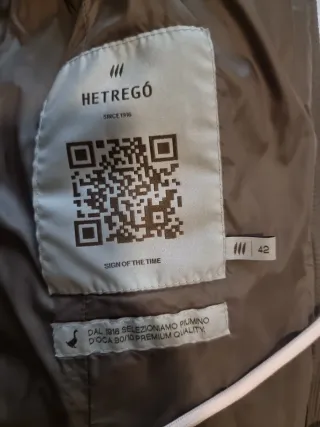 HETREGÓ
SINCE 1916
SIGN OF THE TIME
42
DAL 1916 SELEZIONIAMO PIUMINO
D'OCA 90/10 PREMIUM QUALITY.